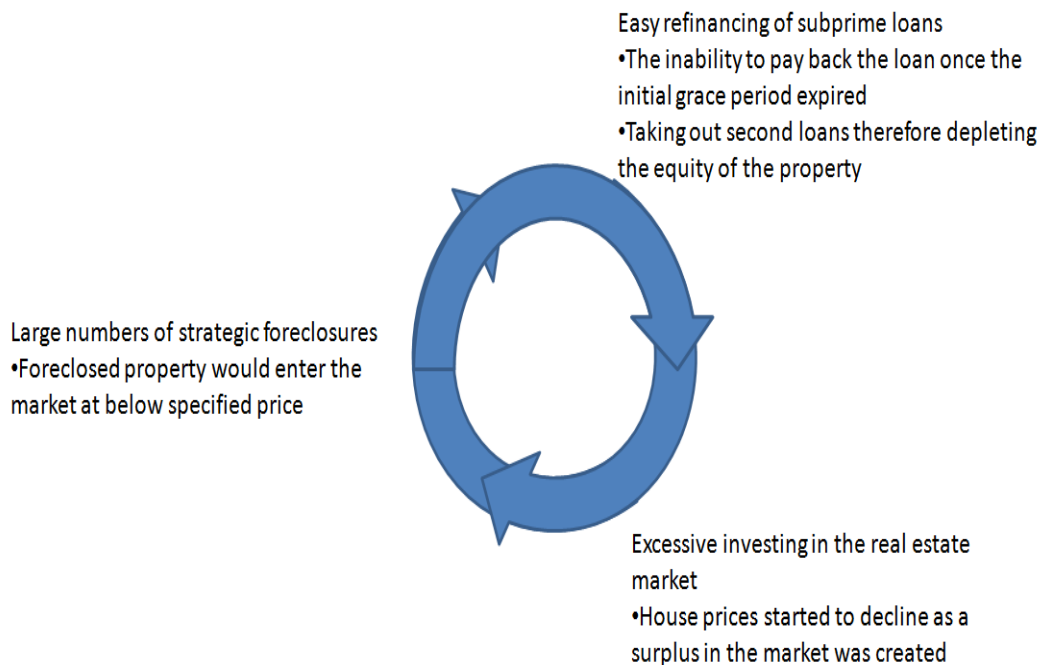 Easy refinancing of subprime loans
•The inability to pay back the loan once the
initial grace period expired
•Taking out second loans therefore depleting
the equity of the property
Large numbers of strategic foreclosures
•Foreclosed property would enter the
market at below specified price
Excessive investing in the real estate
market
•House prices started to decline as a
surplus in the market was created